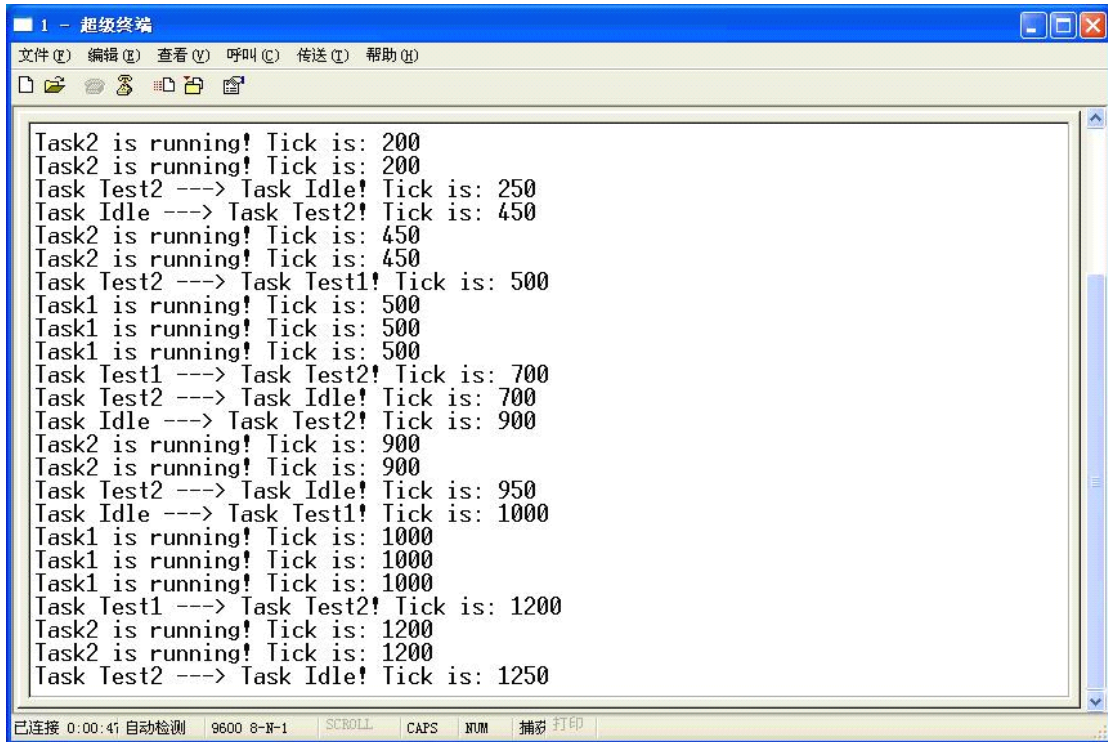 1 - 超级终端
文件(F) 编辑(E) 查看(V) 呼叫(C) 传送(T) 帮助(H)
Task2 is running! Tick is: 200
Task2 is running! Tick is: 200
Task Test2 ---> Task Idle! Tick is: 250
Task Idle ---> Task Test2! Tick is: 450
Task2 is running! Tick is: 450
Task2 is running! Tick is: 450
Task Test2 ---> Task Test1! Tick is: 500
Task1 is running! Tick is: 500
Task1 is running! Tick is: 500
Task1 is running! Tick is: 500
Task Test1 ---> Task Test2! Tick is: 700
Task Test2 ---> Task Idle! Tick is: 700
Task Idle ---> Task Test2! Tick is: 900
Task2 is running! Tick is: 900
Task2 is running! Tick is: 900
Task Test2 ---> Task Idle! Tick is: 950
Task Idle ---> Task Test1! Tick is: 1000
Task1 is running! Tick is: 1000
Task1 is running! Tick is: 1000
Task1 is running! Tick is: 1000
Task Test1 ---> Task Test2! Tick is: 1200
Task2 is running! Tick is: 1200
Task2 is running! Tick is: 1200
Task Test2 ---> Task Idle! Tick is: 1250
已连接 0:00:47 自动检测 9600 8-N-1 SCROLL CAPS NUM 捕获 打印